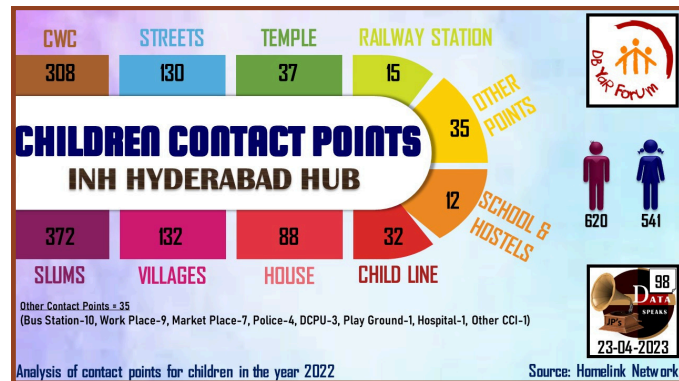 CWC STREETS TEMPLE RAILWAY STATION
308 130 37 15
OTHER POINTS
35
CHILDREN CONTACT POINTS
INH HYDERABAD HUB
12
SCHOOL & HOSTELS
372 132 88 32
SLUMS VILLAGES HOUSE CHILD LINE
DB YaR ForuM
620 541
Other Contact Points = 35
(Bus Station-10, Work Place-9, Market Place-7, Police-4, DCPU-3, Play Ground-1, Hospital-1, Other CCI-1)
98
DATA
SPEAKS
JP's
23-04-2023
Analysis of contact points for children in the year 2022
Source: Homelink Network